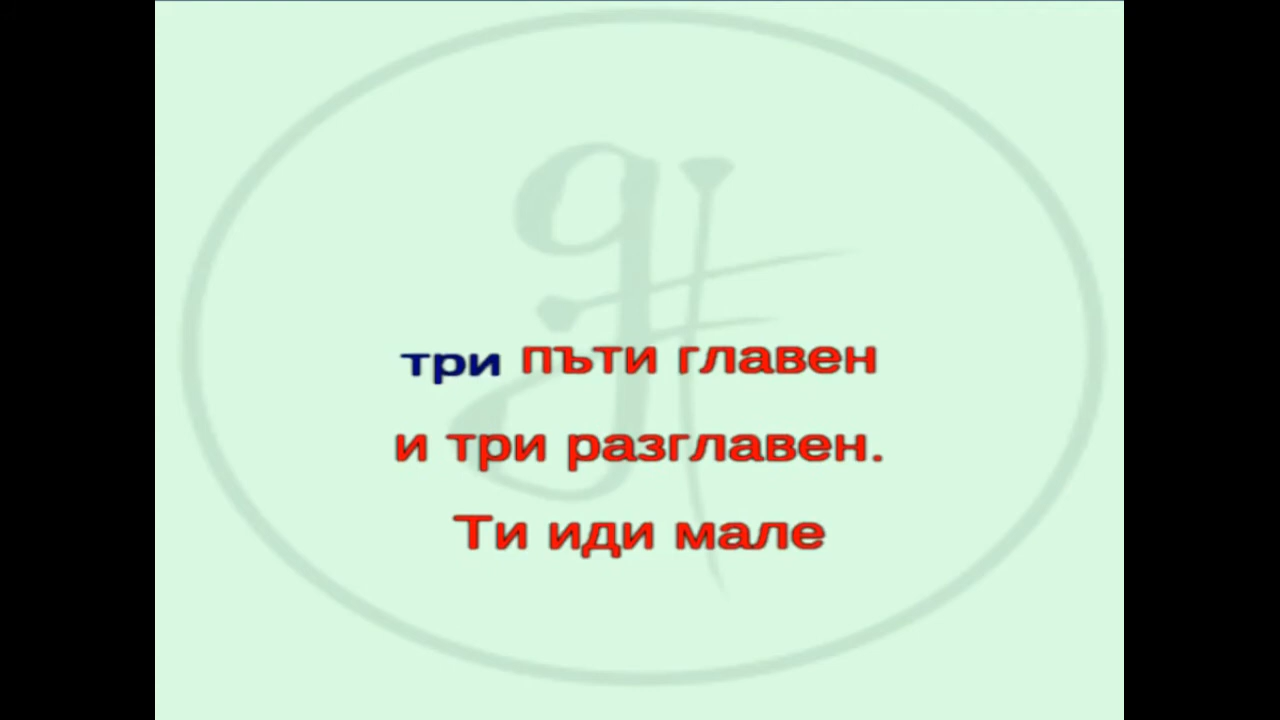 три пъти главен
и три разглавен.
Ти иди мале